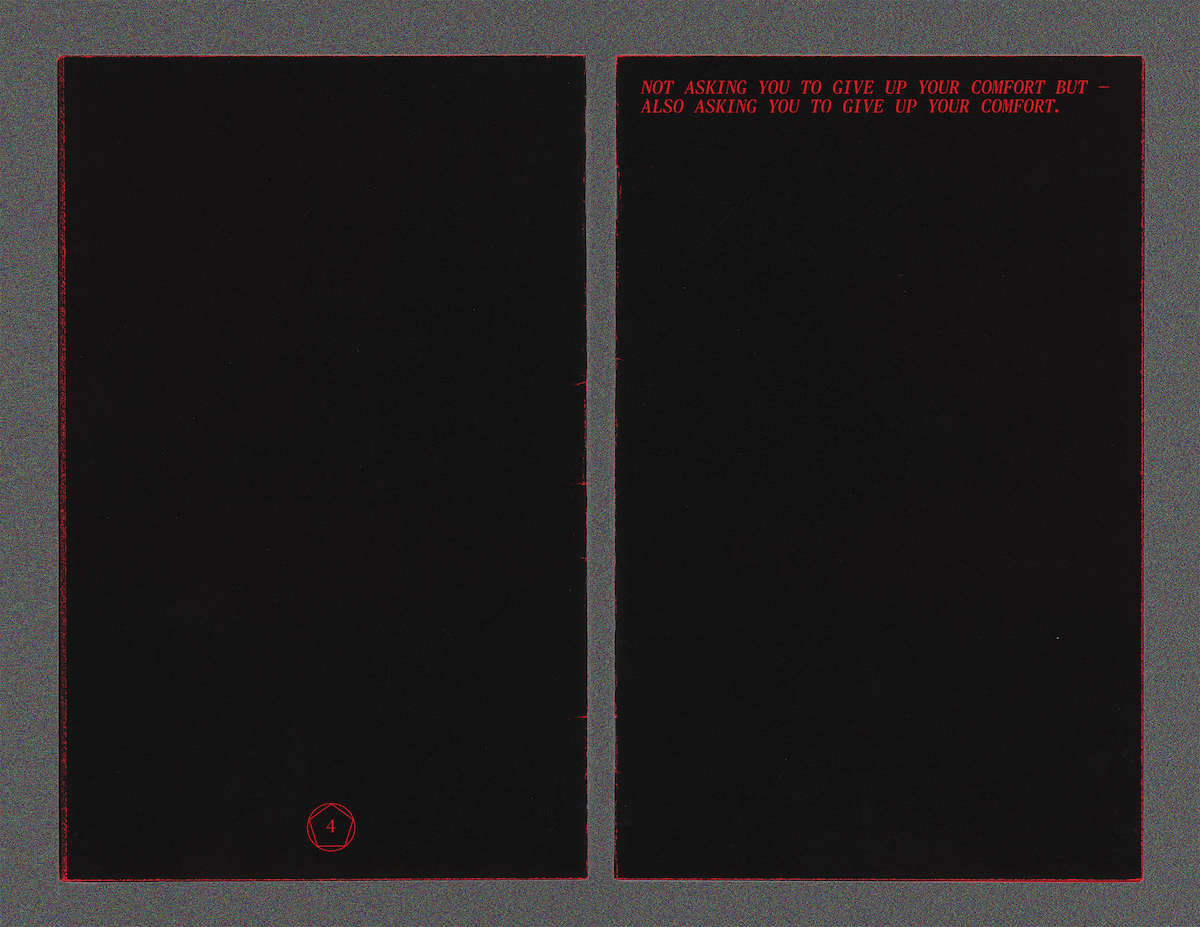 NOT ASKING YOU TO GIVE UP YOUR COMFORT BUT —
ALSO ASKING YOU TO GIVE UP YOUR COMFORT.
4